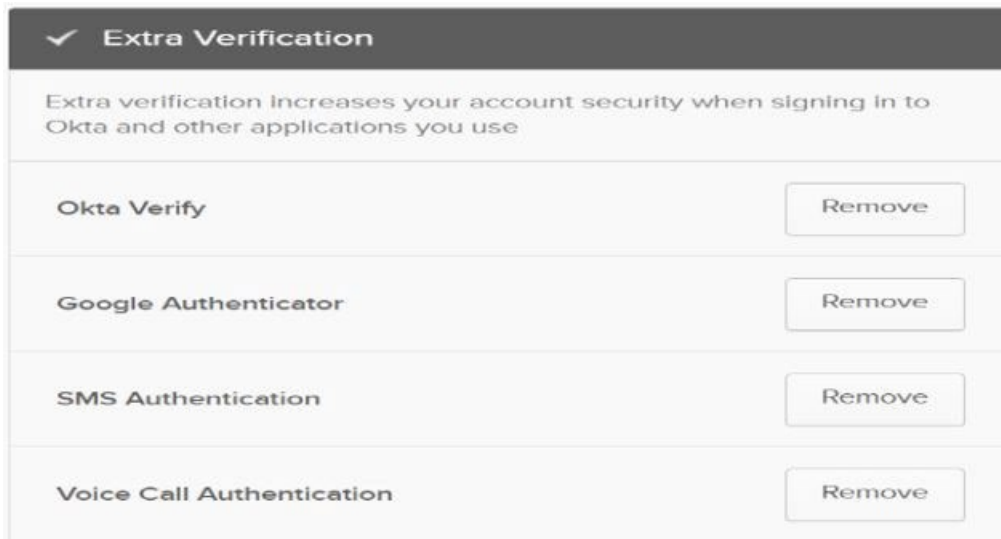 Extra Verification
Extra verification increases your account security when signing in to
Okta and other applications you use
Okta Verify
Remove
Google Authenticator
Remove
SMS Authentication
Remove
Voice Call Authentication
Remove